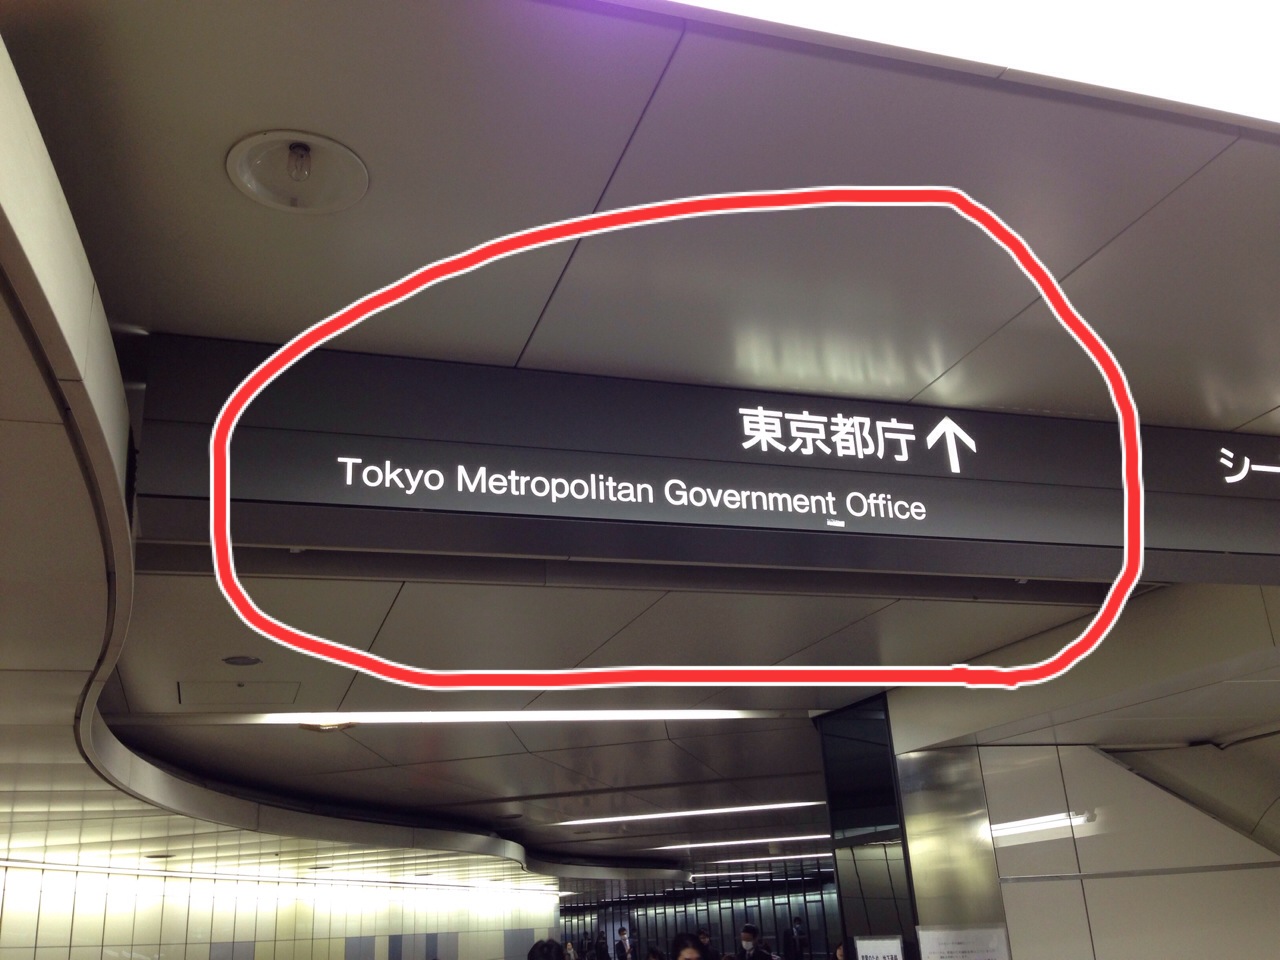 東京都庁↑
Tokyo Metropolitan Government Office
シー